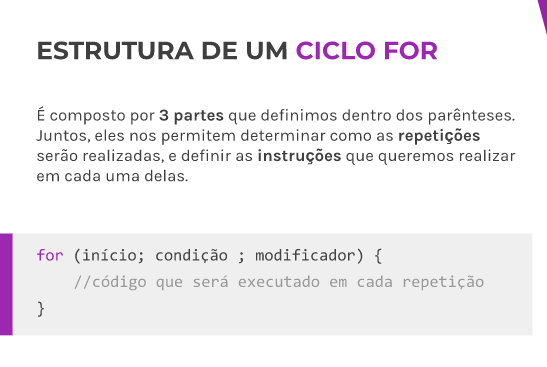 ESTRUTURA DE UM CICLO FOR
É composto por 3 partes que definimos dentro dos parênteses.
Juntos, eles nos permitem determinar como as repetições
serão realizadas, e definir as instruções que queremos realizar
em cada uma delas.
for (início; condição ; modificador) {
//código que será executado em cada repetição
}